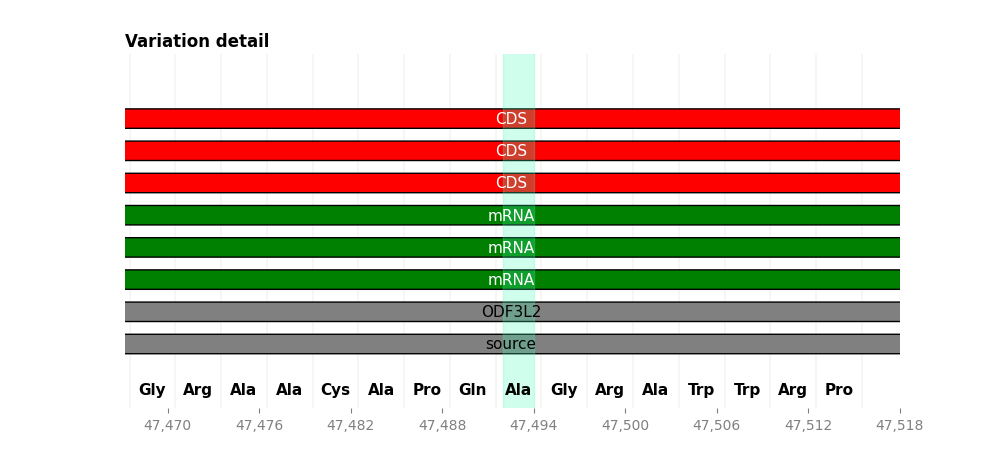 Variation detail
CDS
CDS
CDS
mRNA
mRNA
mRNA
ODF3L2
source
Gly Arg Ala Ala Cys Ala Pro Gln Ala Gly Arg Ala Trp Trp Arg Pro
47,470 47,476 47,482 47,488 47,494 47,500 47,506 47,512 47,518